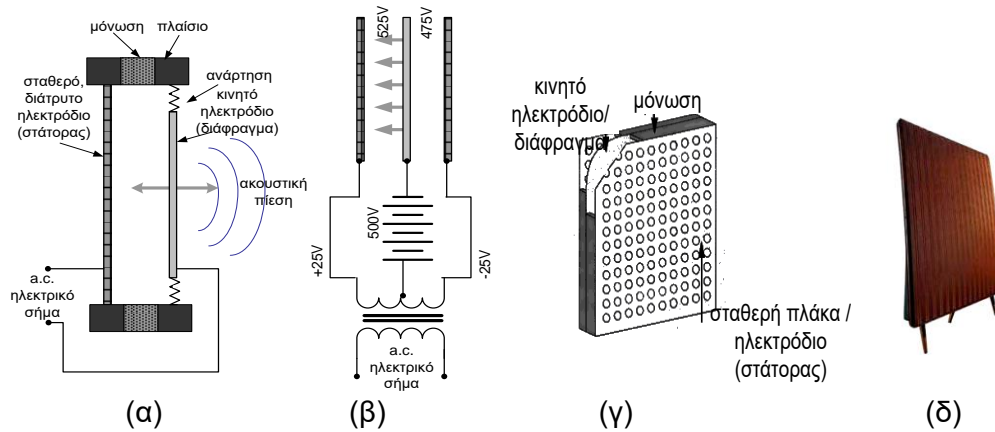 μόνωση
πλαίσιο
σταθερό,
διάτρυτο
ηλεκτρόδιο
(στάτορας)
ανάρτηση
κινητό
ηλεκτρόδιο
(διάφραγμα)
ακουστική
πίεση
a.c.
ηλεκτρικό
σήμα
(α)
525V
475V
500V
+25V
-25V
a.c.
ηλεκτρικό
σήμα
(β)
κινητό
ηλεκτρόδιο/
διάφραγμα
μόνωση
σταθερή πλάκα /
ηλεκτρόδιο
(στάτορας)
(γ)
(δ)